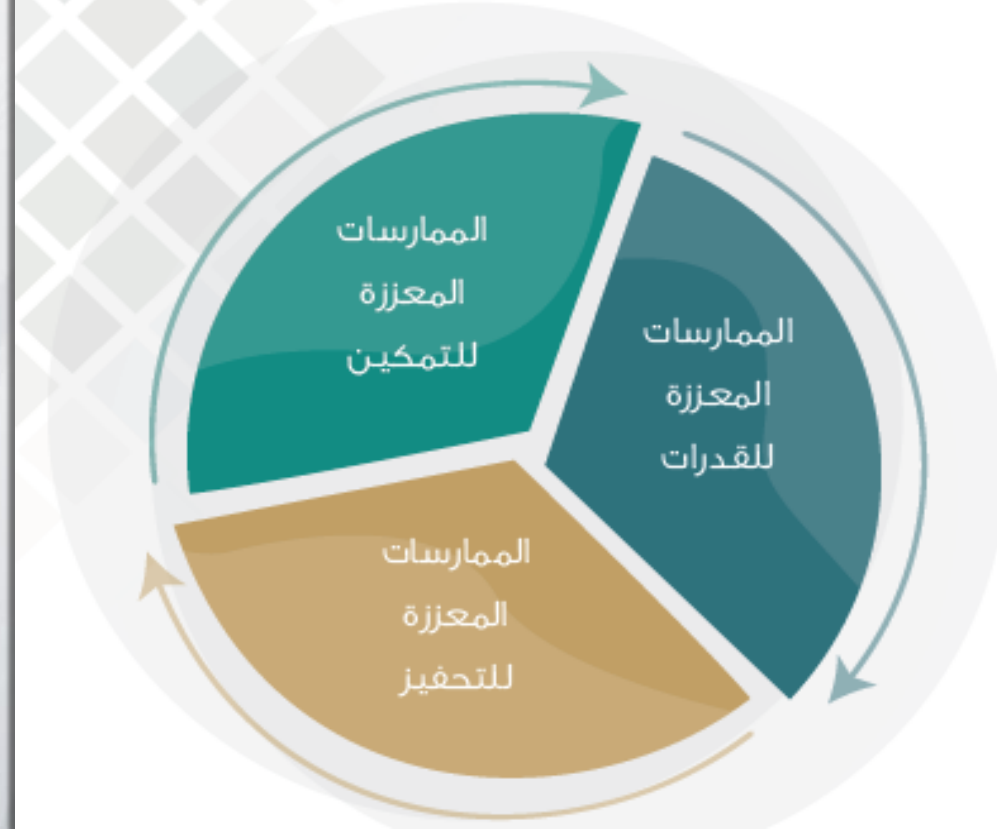 الممارسات
المعززة
للتمكين
الممارسات
المعززة
للقدرات
الممارسات
المعززة
للتحفيز